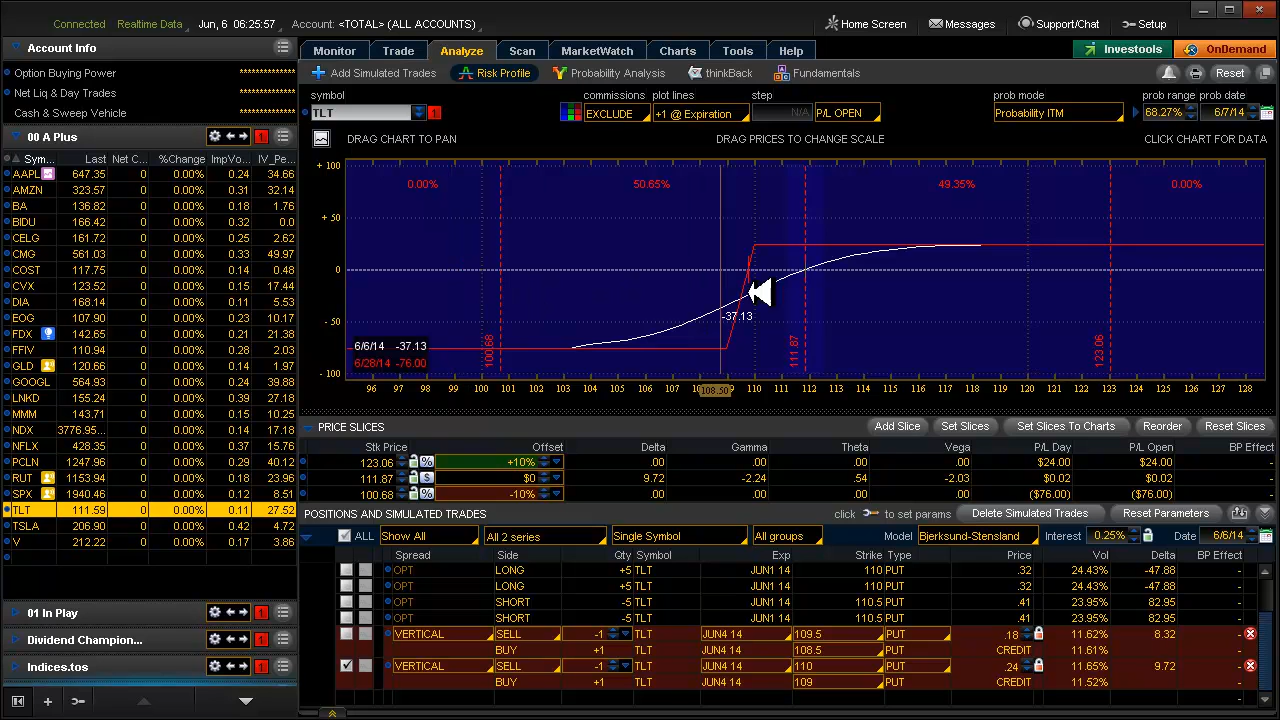 Connected Realtime Data Jun, 6 06:25:57 Account: <TOTAL> (ALL ACCOUNTS) Home Screen Messages Support/Chat Setup
Account Info
Option Buying Power *************
Net Liq & Day Trades *************
Cash & Sweep Vehicle *************
00 A Plus 1
Sym... Last Net C... %Change ImpVo... IV_Pe...
AAPL 647.35 0 0.00% 0.24 34.66
AMZN 323.57 0 0.00% 0.31 32.14
BA 136.82 0 0.00% 0.18 1.76
BIDU 166.42 0 0.00% 0.32 0.0
CELG 161.72 0 0.00% 0.25 2.62
CMG 561.03 0 0.00% 0.33 49.97
COST 117.75 0 0.00% 0.14 0.48
CVX 123.52 0 0.00% 0.15 17.44
DIA 168.14 0 0.00% 0.11 5.53
EOG 107.90 0 0.00% 0.23 10.17
FDX 142.65 0 0.00% 0.21 21.38
FFIV 110.94 0 0.00% 0.28 2.03
GLD 120.66 0 0.00% 0.14 1.97
GOOGL 564.93 0 0.00% 0.24 39.88
LNKD 155.24 0 0.00% 0.39 27.18
MMM 143.71 0 0.00% 0.15 10.25
NDX 3776.95... 0 0.00% 0.14 17.18
NFLX 428.35 0 0.00% 0.37 15.76
PCLN 1247.96 0 0.00% 0.29 40.12
RUT 1153.94 0 0.00% 0.18 23.96
SPX 1940.46 0 0.00% 0.12 8.51
TLT 111.59 0 0.00% 0.11 27.52
TSLA 206.90 0 0.00% 0.42 4.72
V 212.22 0 0.00% 0.17 3.86
01 In Play 1
Dividend Champion... 1
Indices.tos 1
Monitor Trade Analyze Scan MarketWatch Charts Tools Help Investools OnDemand
Add Simulated Trades Risk Profile Probability Analysis thinkBack Fundamentals Reset
symbol commissions plot lines step prob mode prob range prob date
TLT 1 EXCLUDE +1 @ Expiration N/A P/L OPEN Probability ITM 68.27% 6/7/14
DRAG CHART TO PAN DRAG PRICES TO CHANGE SCALE CLICK CHART FOR DATA
+ 100
0.00% 50.65% 49.35% 0.00%
+ 50
0
-37.13
- 50
6/6/14 -37.13
6/28/14 -76.00
100.68 111.87 123.06
- 100
96 97 98 99 100 101 102 103 104 105 106 107 108.50 110 111 112 113 114 115 116 117 118 119 120 121 122 123 124 125 126 127 128
PRICE SLICES Add Slice Set Slices Set Slices To Charts Reorder Reset Slices
Stk Price Offset Delta Gamma Theta Vega P/L Day P/L Open BP Effect
123.06 % +10% .00 .00 .00 .00 $24.00 $24.00
111.87 $ $0 9.72 -2.24 .54 -2.03 $0.02 $0.02
100.68 % -10% .00 .00 .00 .00 ($76.00) ($76.00)
POSITIONS AND SIMULATED TRADES click to set params Delete Simulated Trades Reset Parameters
ALL Show All All 2 series Single Symbol All groups Model Bjerksund-Stensland Interest 0.25% Date 6/6/14
Spread Side Qty Symbol Exp Strike Type Price Vol Delta BP Effect
OPT LONG +5 TLT JUN1 14 110 PUT .32 24.43% -47.88 -
OPT LONG +5 TLT JUN1 14 110 PUT .32 24.43% -47.88 -
OPT SHORT -5 TLT JUN1 14 110.5 PUT .41 23.95% 82.95 -
OPT SHORT -5 TLT JUN1 14 110.5 PUT .41 23.95% 82.95 -
VERTICAL SELL -1 TLT JUN4 14 109.5 PUT .18 11.62% 8.32 -
BUY +1 TLT JUN4 14 108.5 PUT CREDIT 11.61% -
VERTICAL SELL -1 TLT JUN4 14 110 PUT .24 11.65% 9.72 -
BUY +1 TLT JUN4 14 109 PUT CREDIT 11.52% -